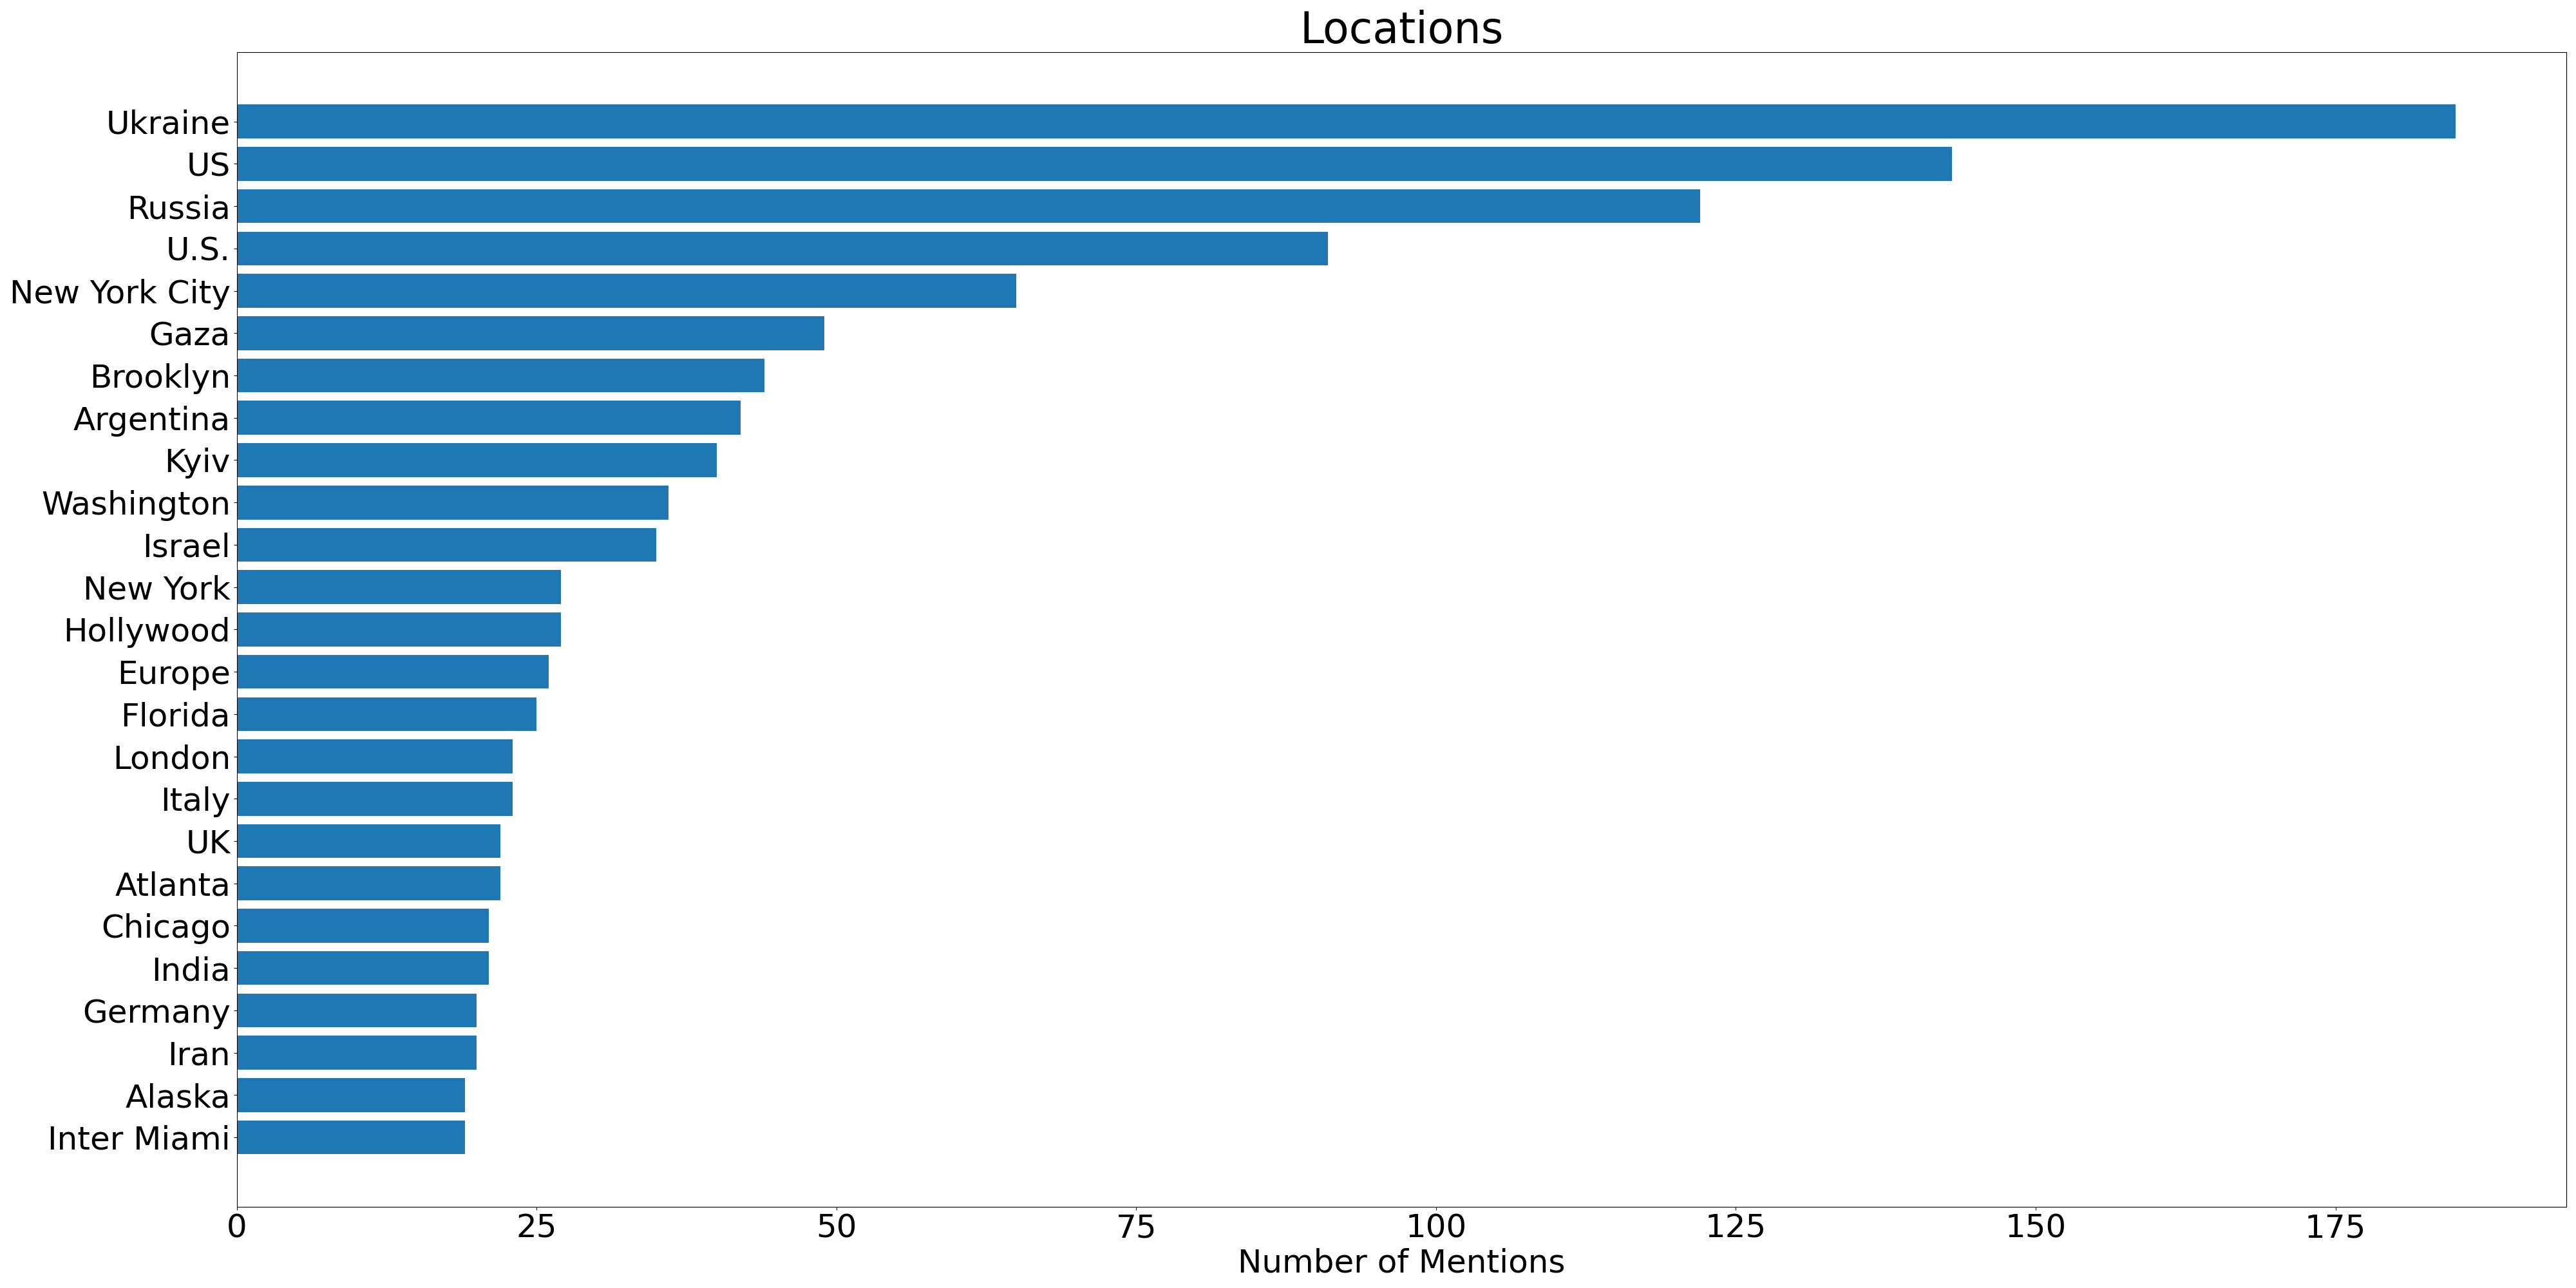 Locations
Ukraine
US
Russia
U.S.
New York City
Gaza
Brooklyn
Argentina
Kyiv
Washington
Israel
New York
Hollywood
Europe
Florida
London
Italy
UK
Atlanta
Chicago
India
Germany
Iran
Alaska
Inter Miami
0 25 50 75 100 125 150 175
Number of Mentions